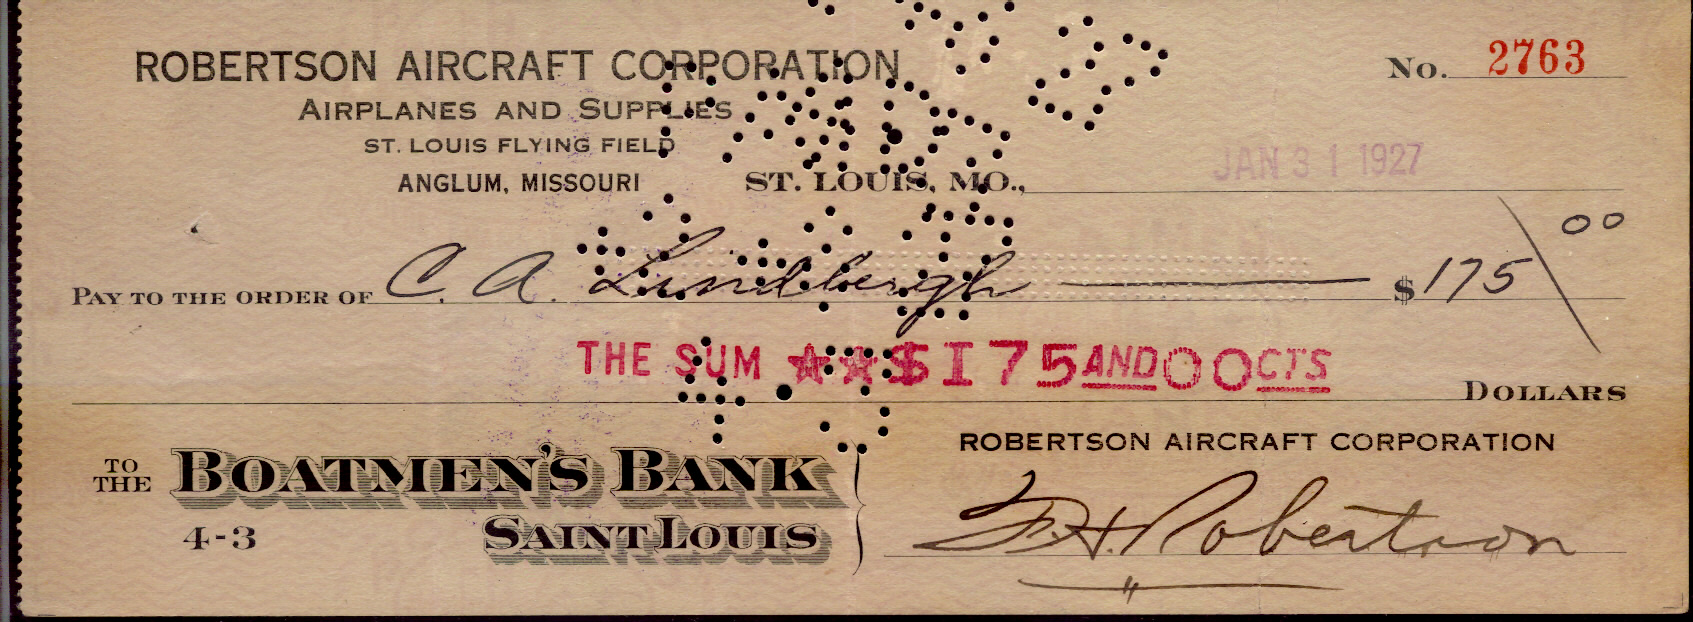 ROBERTSON AIRCRAFT CORPORATION
No. 2763
AIRPLANES AND SUPPLIES
ST. LOUIS FLYING FIELD
ANGLUM, MISSOURI
ST. LOUIS, MO., JAN 31 1927
PAY TO THE ORDER OF C. A. Lindbergh $175 00
THE SUM ★★$175 AND 00 CTS DOLLARS
TO THE BOATMEN'S BANK
4-3 SAINT LOUIS
ROBERTSON AIRCRAFT CORPORATION
F. H. Robertson